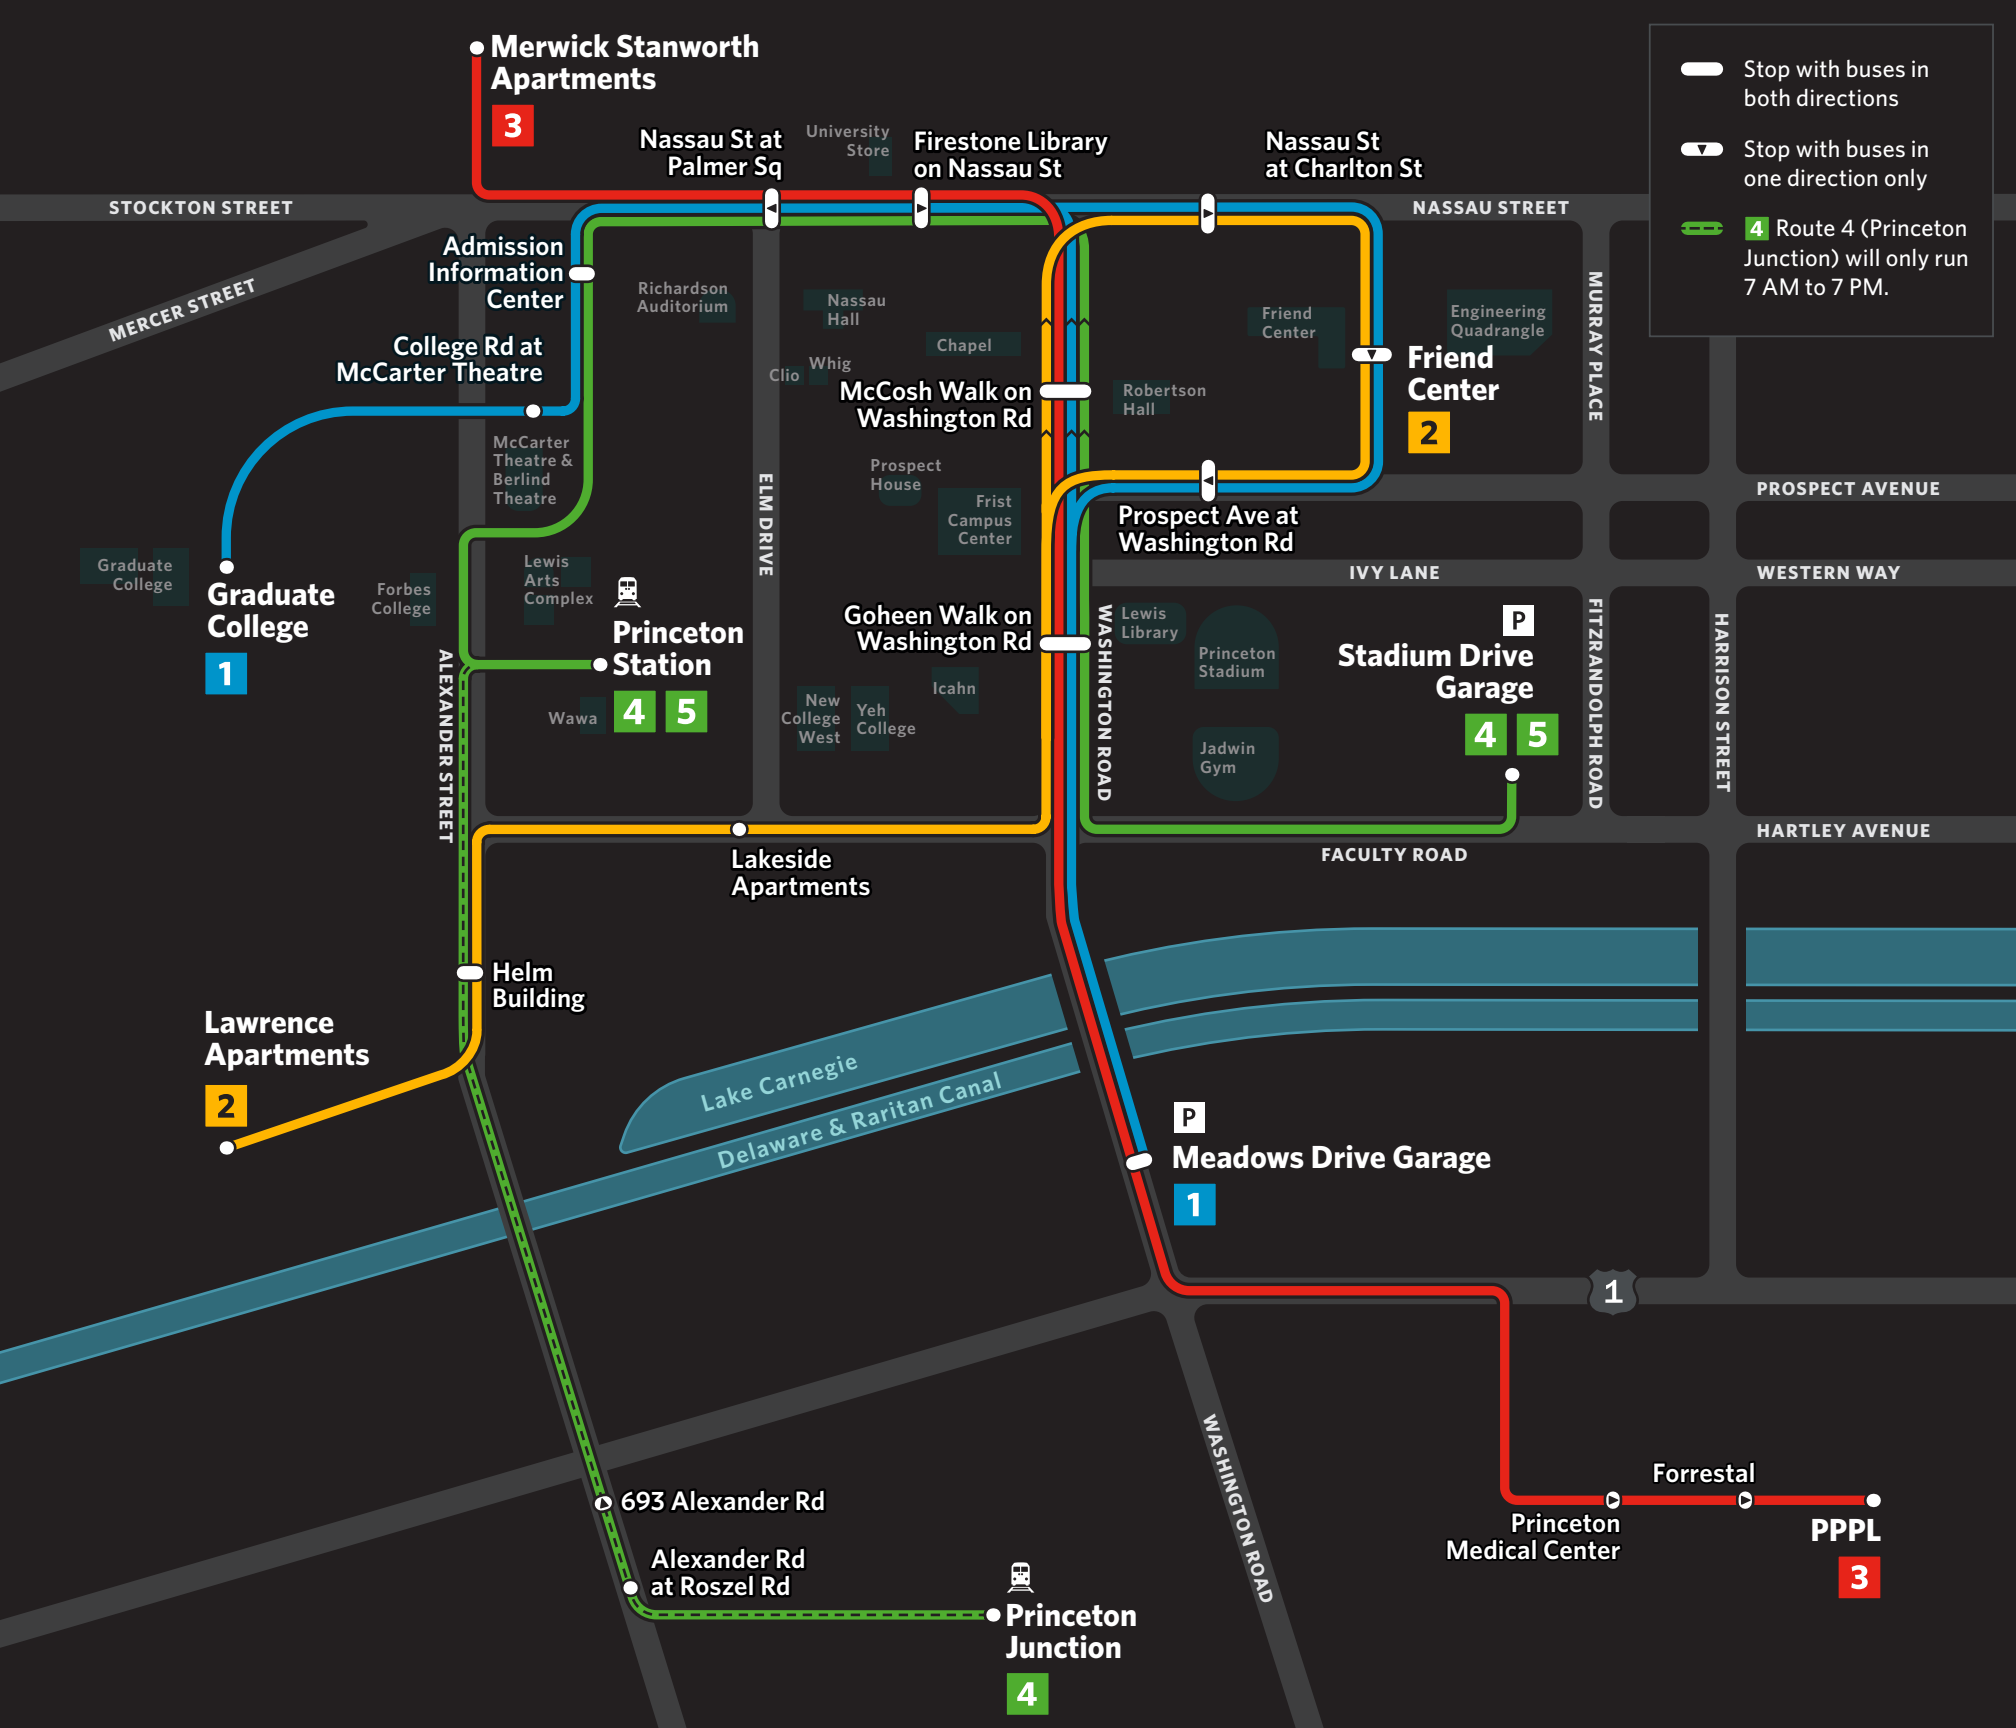 Merwick Stanworth
Apartments
3
Stop with buses in
both directions
Stop with buses in
one direction only
4 Route 4 (Princeton
Junction) will only run
7 AM to 7 PM.
Nassau St at
Palmer Sq
University
Store
Firestone Library
on Nassau St
Nassau St
at Charlton St
STOCKTON STREET
NASSAU STREET
MERCER STREET
Admission
Information
Center
Richardson
Auditorium
Nassau
Hall
Chapel
Whig
Clio
Friend
Center
Engineering
Quadrangle
MURRAY PLACE
College Rd at
McCarter Theatre
McCosh Walk on
Washington Rd
Robertson
Hall
Friend
Center
2
McCarter
Theatre &
Berlind
Theatre
ELM DRIVE
Prospect
House
Frist
Campus
Center
Prospect Ave at
Washington Rd
PROSPECT AVENUE
Graduate
College
Graduate
College
1
Forbes
College
Lewis
Arts
Complex
Princeton
Station
4 5
IVY LANE
WESTERN WAY
Goheen Walk on
Washington Rd
WASHINGTON ROAD
Lewis
Library
Princeton
Stadium
P
Stadium Drive
Garage
4 5
FITZRANDOLPH ROAD
HARRISON STREET
ALEXANDER STREET
Wawa
New
College
West
Yeh
College
Icahn
Jadwin
Gym
Lakeside
Apartments
FACULTY ROAD
HARTLEY AVENUE
Helm
Building
Lawrence
Apartments
2
Lake Carnegie
Delaware & Raritan Canal
P
Meadows Drive Garage
1
1
693 Alexander Rd
Alexander Rd
at Roszel Rd
Princeton
Junction
4
WASHINGTON ROAD
Forrestal
Princeton
Medical Center
PPPL
3